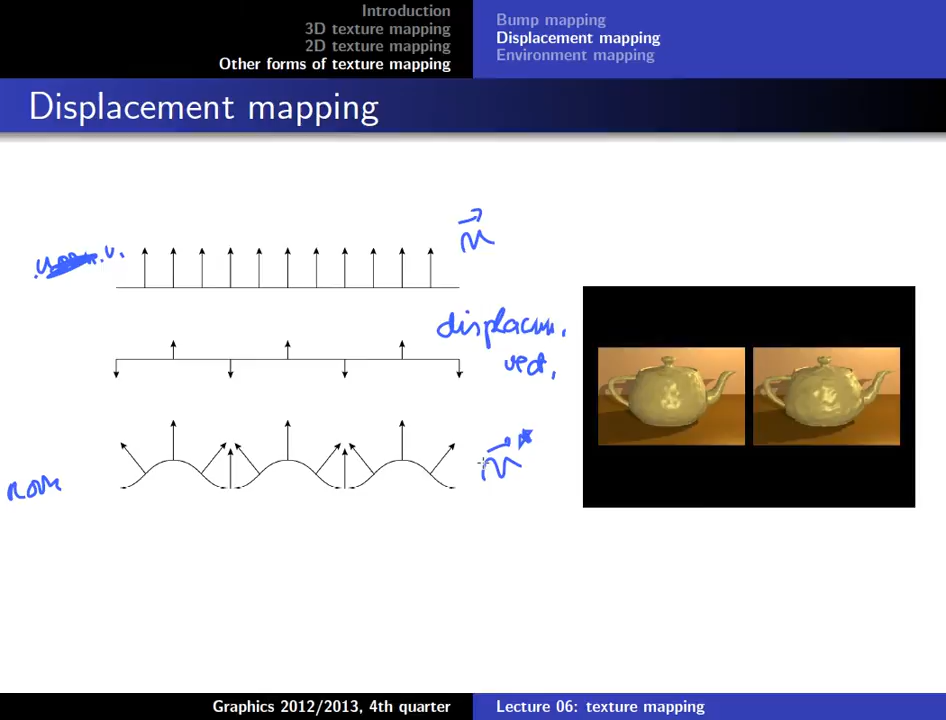 Introduction
3D texture mapping
2D texture mapping
Other forms of texture mapping
Bump mapping
Displacement mapping
Environment mapping
Displacement mapping
n
displacm.
vect.
n*
Graphics 2012/2013, 4th quarter
Lecture 06: texture mapping